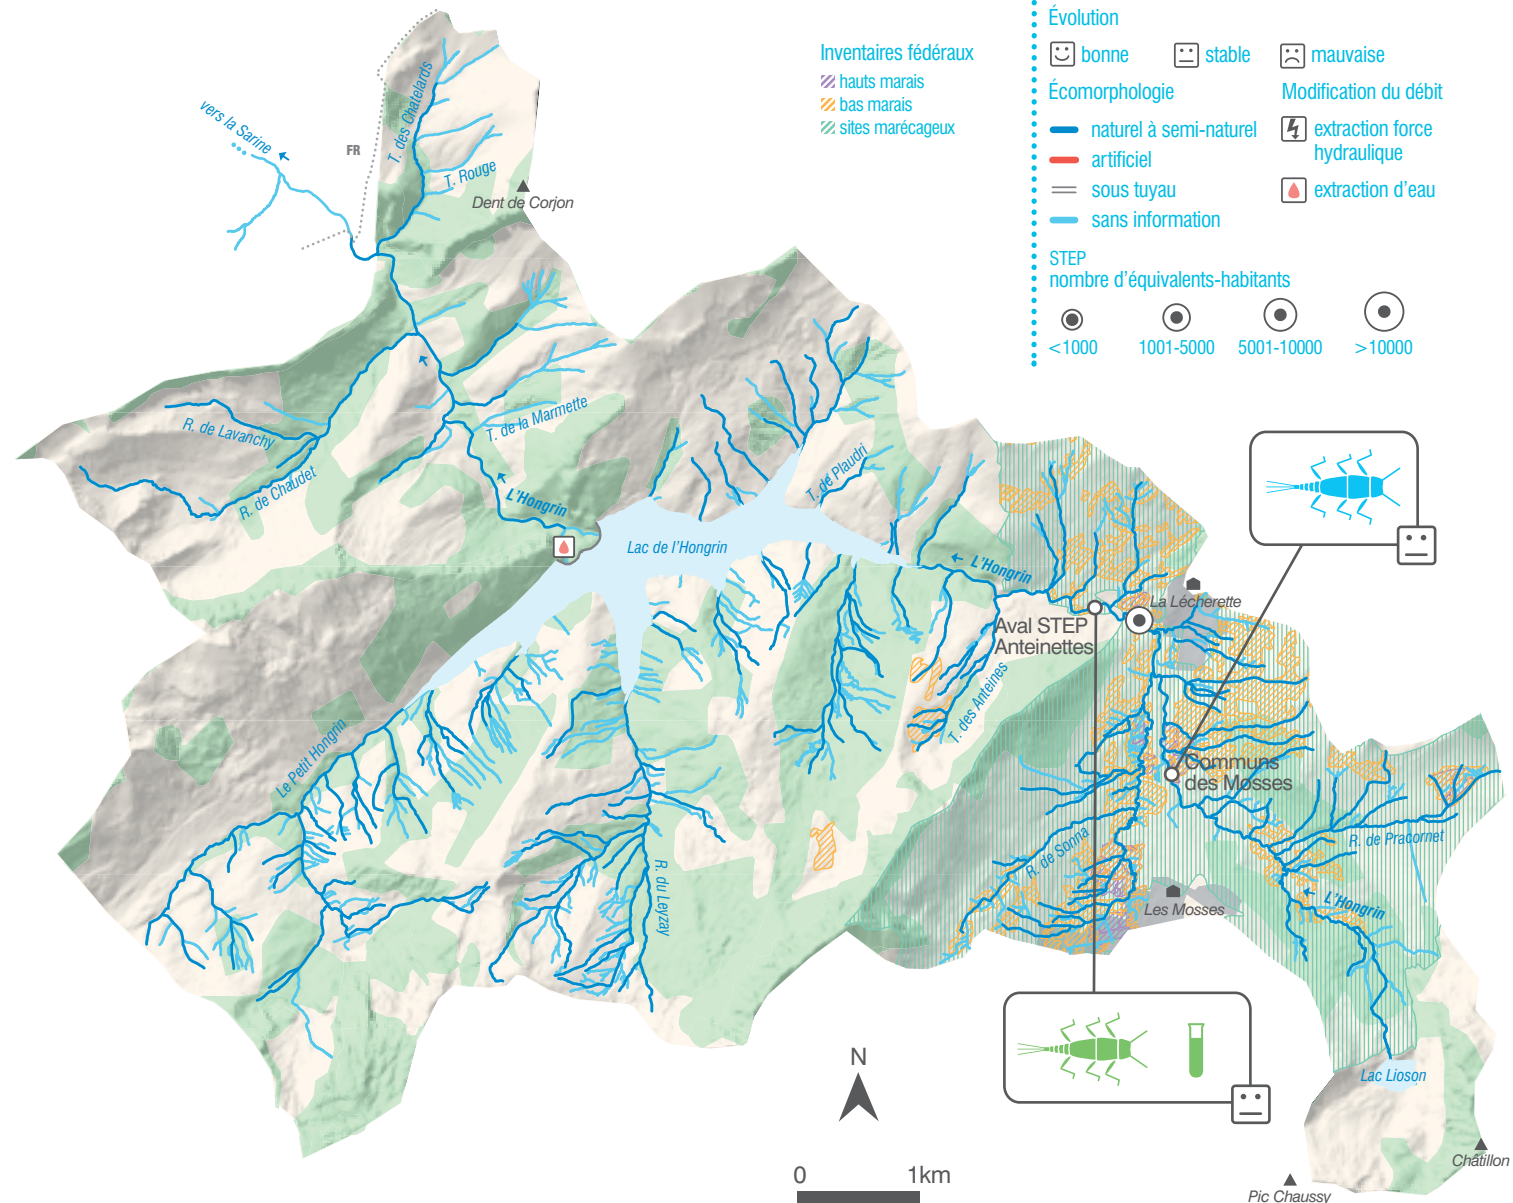 Évolution
bonne
stable
mauvaise
Inventaires fédéraux
hauts marais
bas marais
sites marécageux
Écomorphologie
naturel à semi-naturel
artificiel
sous tuyau
sans information
Modification du débit
extraction force
hydraulique
extraction d'eau
STEP
nombre d'équivalents-habitants
<1000
1001-5000
5001-10000
>10000
vers la Sarine
FR
T. des Chatelards
T. Rouge
Dent de Corjon
R. de Lavanchy
R. de Chaudet
T. de la Marmette
L'Hongrin
T. de Plaudri
Lac de l'Hongrin
L'Hongrin
La Lécherette
Aval STEP
Anteinettes
T. des Anteines
Le Petit Hongrin
Communs
des Mosses
R. de Sonna
R. de Pracornet
R. du Leyzay
Les Mosses
L'Hongrin
Lac Lioson
N
0
1km
Châtillon
Pic Chaussy